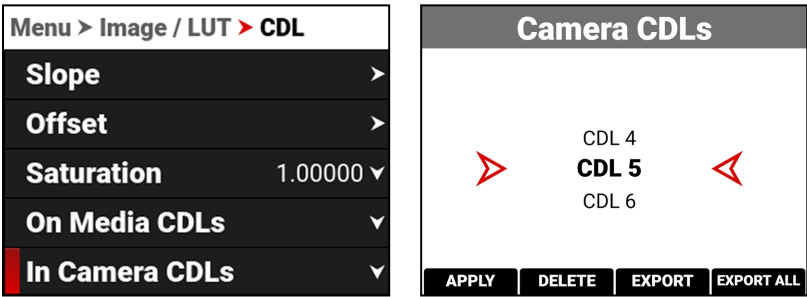 Menu > Image / LUT > CDL
Slope
Offset
Saturation 1.00000
On Media CDLs
In Camera CDLs
Camera CDLs
CDL 4
CDL 5
CDL 6
APPLY DELETE EXPORT EXPORT ALL